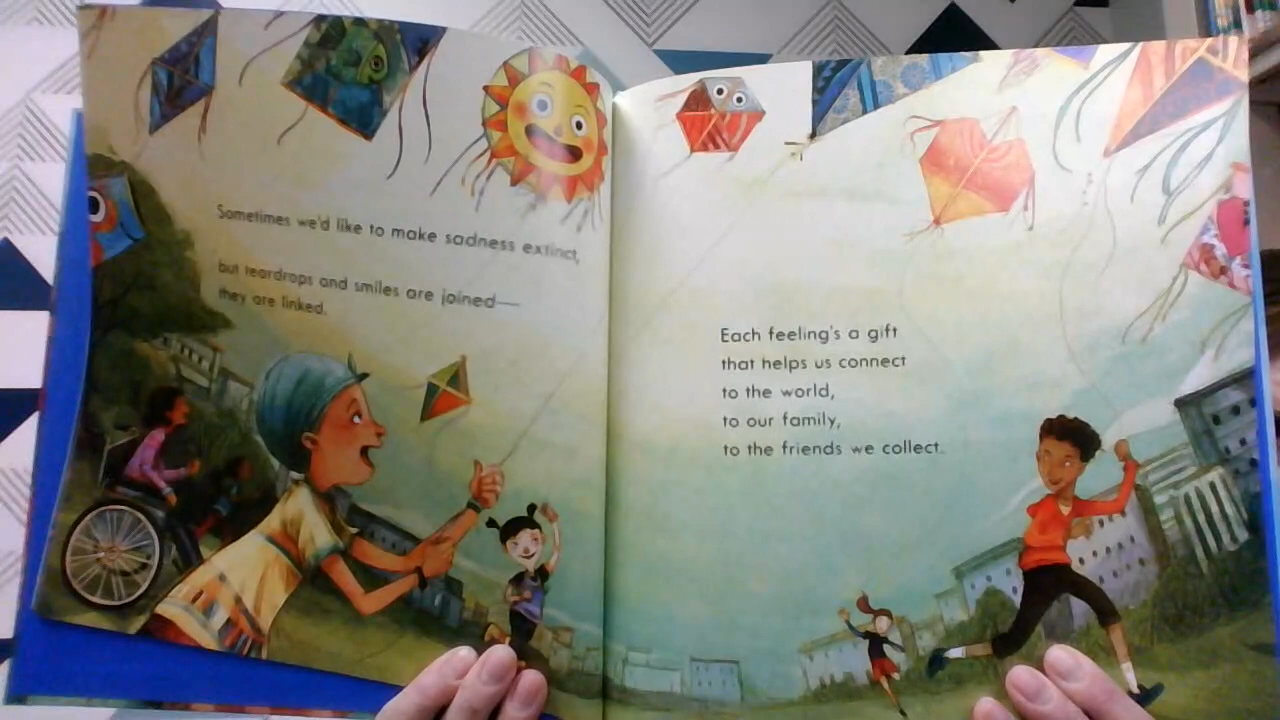 Sometimes we'd like to make sadness extinct,
but teardrops and smiles are joined—
they are linked.
Each feeling's a gift
that helps us connect
to the world,
to our family,
to the friends we collect.